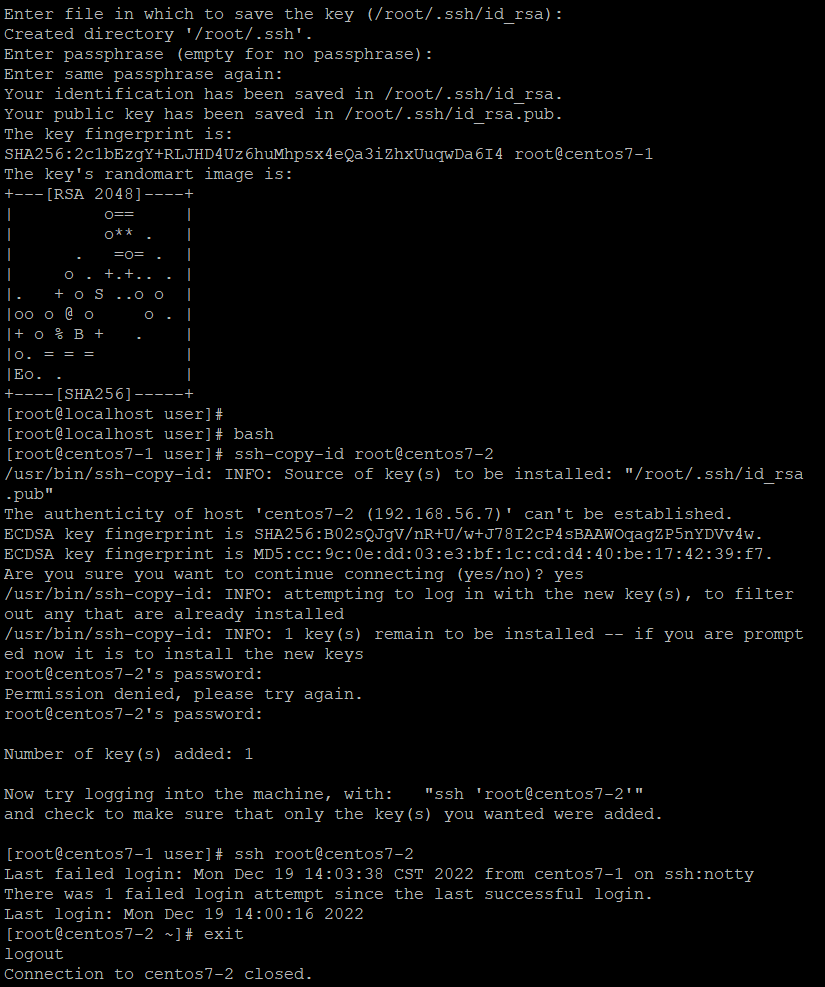 Enter file in which to save the key (/root/.ssh/id_rsa):
Created directory '/root/.ssh'.
Enter passphrase (empty for no passphrase):
Enter same passphrase again:
Your identification has been saved in /root/.ssh/id_rsa.
Your public key has been saved in /root/.ssh/id_rsa.pub.
The key fingerprint is:
SHA256:2c1bEzgY+RLJHD4Uz6huMhpsx4eQa3iZhxUuqwDa6I4 root@centos7-1
The key's randomart image is:
+---[RSA 2048]----+
|         o==     |
|         o** .   |
|      .   =o= .  |
|     o . +.+.. . |
|.   + o S ..o o  |
|oo o @ o     o . |
|+ o % B +   .    |
|o. = = =         |
|Eo. .            |
+----[SHA256]-----+
[root@localhost user]#
[root@localhost user]# bash
[root@centos7-1 user]# ssh-copy-id root@centos7-2
/usr/bin/ssh-copy-id: INFO: Source of key(s) to be installed: "/root/.ssh/id_rsa
.pub"
The authenticity of host 'centos7-2 (192.168.56.7)' can't be established.
ECDSA key fingerprint is SHA256:B02sQJgV/nR+U/w+J78I2cP4sBAAWOqagZP5nYDVv4w.
ECDSA key fingerprint is MD5:cc:9c:0e:dd:03:e3:bf:1c:cd:d4:40:be:17:42:39:f7.
Are you sure you want to continue connecting (yes/no)? yes
/usr/bin/ssh-copy-id: INFO: attempting to log in with the new key(s), to filter
out any that are already installed
/usr/bin/ssh-copy-id: INFO: 1 key(s) remain to be installed -- if you are prompt
ed now it is to install the new keys
root@centos7-2's password:
Permission denied, please try again.
root@centos7-2's password:

Number of key(s) added: 1

Now try logging into the machine, with:   "ssh 'root@centos7-2'"
and check to make sure that only the key(s) you wanted were added.

[root@centos7-1 user]# ssh root@centos7-2
Last failed login: Mon Dec 19 14:03:38 CST 2022 from centos7-1 on ssh:notty
There was 1 failed login attempt since the last successful login.
Last login: Mon Dec 19 14:00:16 2022
[root@centos7-2 ~]# exit
logout
Connection to centos7-2 closed.